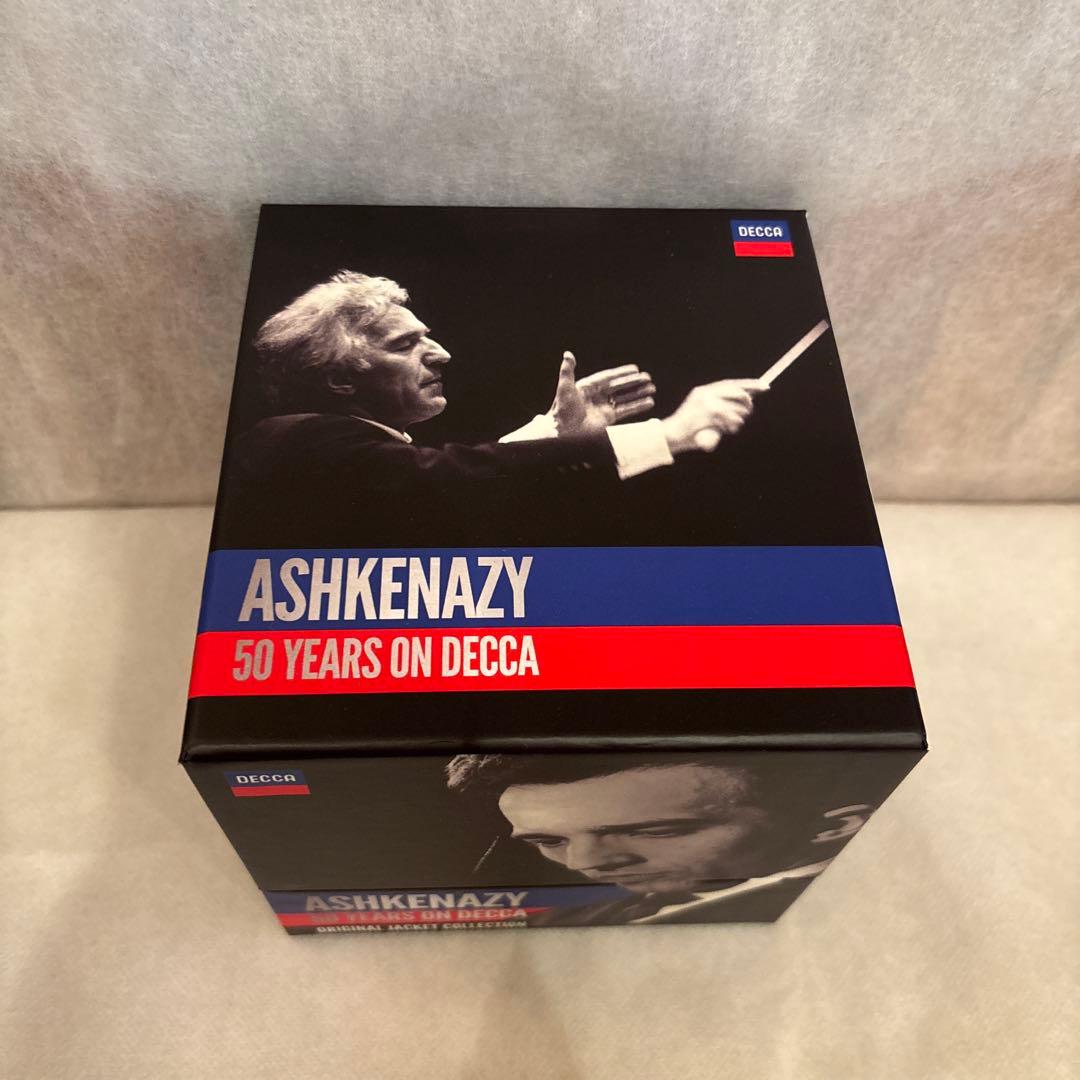 DECCA
ASHKENAZY
50 YEARS ON DECCA
DECCA
ASHKENAZY
50 YEARS ON DECCA
ORIGINAL JACKET COLLECTION